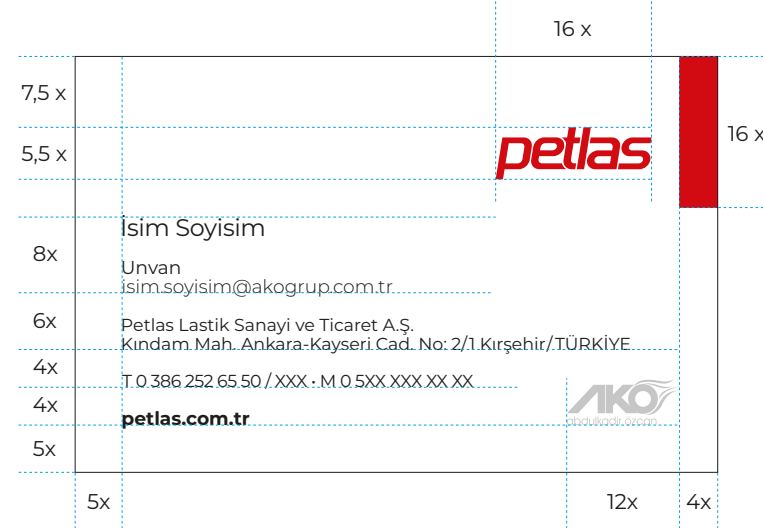 16 x
7,5 x
16 x
5,5 x
petlas
İsim Soyisim
8x
Unvan
isim.soyisim@akogrup.com.tr
6x
Petlas Lastik Sanayi ve Ticaret A.Ş.
Kındam Mah. Ankara-Kayseri Cad. No: 2/1 Kırşehir/TÜRKİYE
4x
T 0 386 252 65 50 / XXX • M 0 5XX XXX XX XX
4x
AKO
abdulkadir özcan
petlas.com.tr
5x
5x
12x
4x